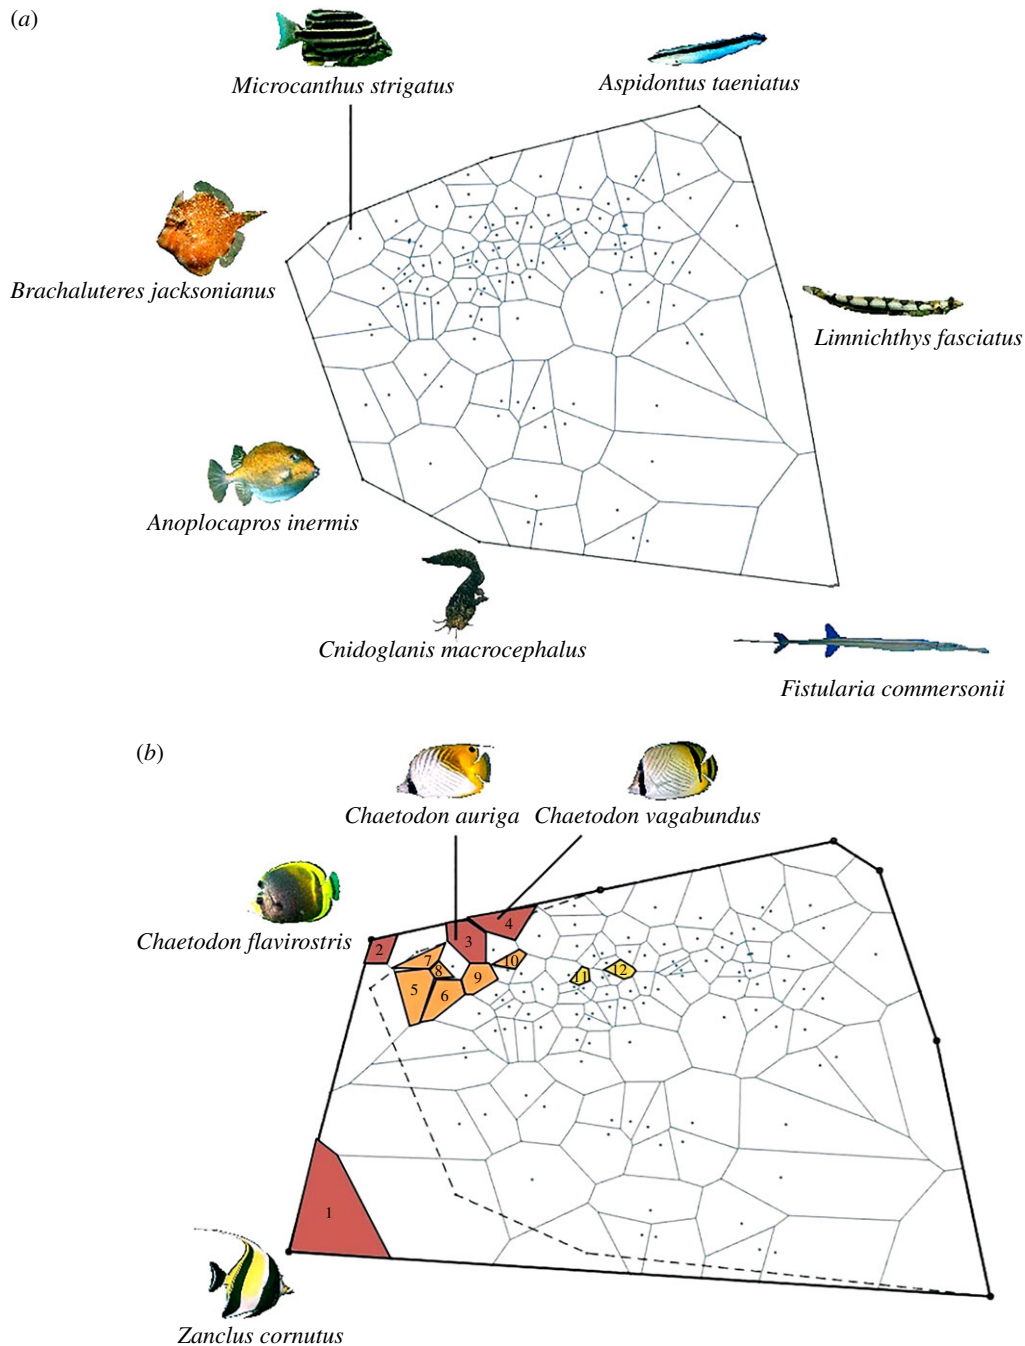 (a)
Microcanthus strigatus
Aspidontus taeniatus
Brachaluteres jacksonianus
Limnichthys fasciatus
Anoplocapros inermis
Cnidoglanis macrocephalus
Fistularia commersonii
(b)
Chaetodon auriga
Chaetodon vagabundus
Chaetodon flavirostris
4
2
3
7
10
8
9
11
12
5
6
1
Zanclus cornutus